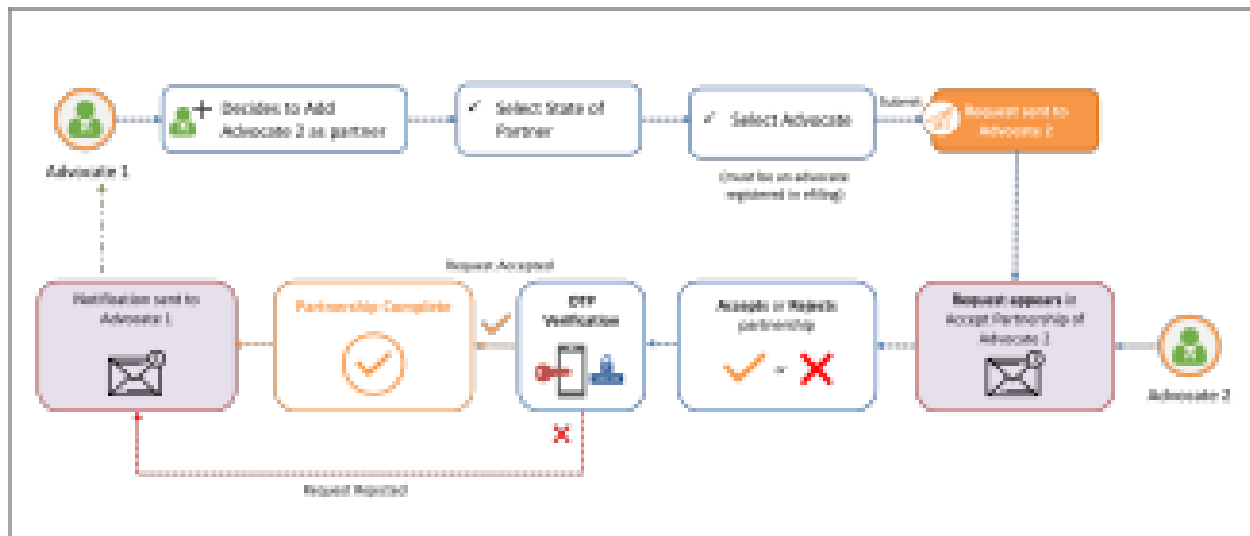 Decides to Add
Advocate 2 as partner
Select State of
Partner
Select Advocate
Submit
Request sent to
Advocate 2
Advocate 1
(must be an advocate
registered in efiling)
Request Accepted
Notification sent to
Advocate 1
Partnership Complete
OTP
Verification
Accepts or Rejects
partnership
or
Request appears in
Accept Partnership of
Advocate 2
Advocate 2
Request Rejected